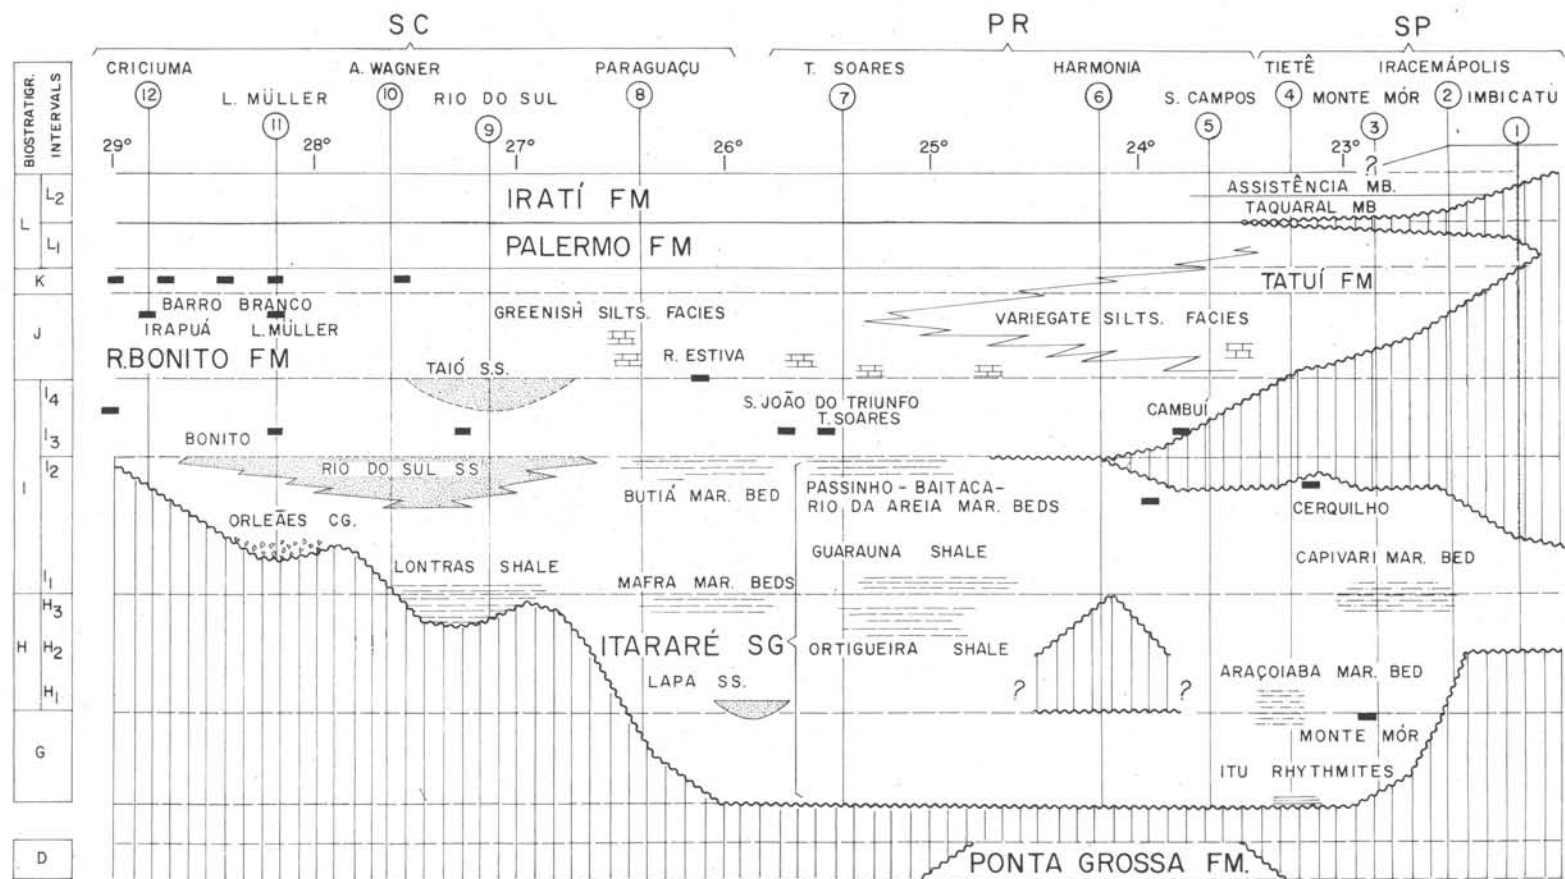 SC PR SP
CRICIUMA A. WAGNER PARAGUAÇU T. SOARES HARMONIA TIETÊ IRACEMÁPOLIS
12 L. MÜLLER 10 RIO DO SUL 8 7 6 S. CAMPOS 4 MONTE MÓR 2 IMBICATÙ
11 9 5 3 1
BIOSTRATIGR. INTERVALS
29° 28° 27° 26° 25° 24° 23°
?
L L2 IRATÍ FM ASSISTÊNCIA MB.
TAQUARAL MB
L1 PALERMO FM
K TATUÍ FM
BARRO BRANCO
IRAPUÁ L. MÜLLER GREENISH SILTS. FACIES VARIEGATE SILTS. FACIES
J
R.BONITO FM TAIÓ S.S. R. ESTIVA
I I4 S. JOÃO DO TRIUNFO CAMBUÍ
T. SOARES
I3 BONITO
I2 RIO DO SUL SS
BUTIÁ MAR. BED PASSINHO - BAITACA-
RIO DA AREIA MAR. BEDS CERQUILHO
ORLEÃES CG.
GUARAUNA SHALE CAPIVARI MAR. BED
I1 LONTRAS SHALE MAFRA MAR. BEDS
H H3
H2 ITARARÉ SG ORTIGUEIRA SHALE
H1 LAPA SS. ? ? ARAÇOIABA MAR. BED
G MONTE MÓR
ITU RHYTHMITES
D PONTA GROSSA FM.